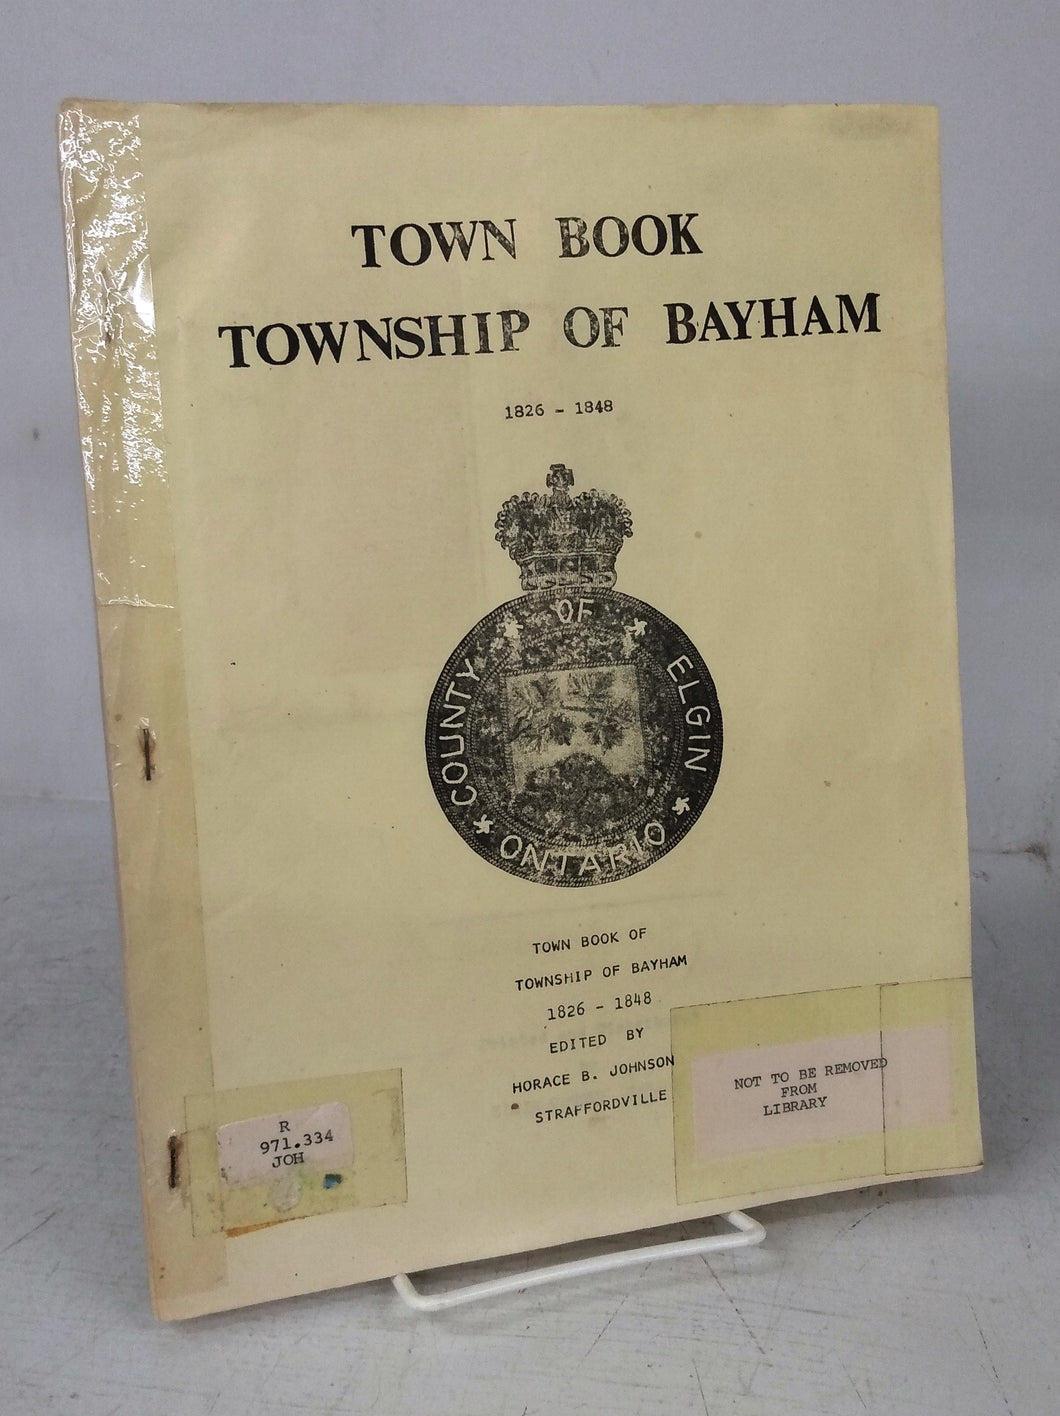 TOWN BOOK
TOWNSHIP OF BAYHAM
1826 - 1848
COUNTY OF ELGIN
ONTARIO
TOWN BOOK OF
TOWNSHIP OF BAYHAM
1826 - 1848
EDITED BY
HORACE B. JOHNSON
STRAFFORDVILLE
R
971.334
JOH
NOT TO BE REMOVED
FROM
LIBRARY